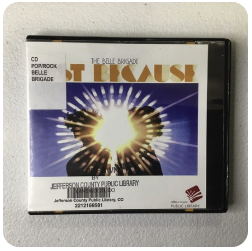 CD
POP/ROCK
BELLE
BRIGADE
THE BELLE BRIGADE
ST BECAUSE
BY
JEFFERSON COUNTY PUBLIC LIBRARY
Jefferson County Public Library, CO
PUBLIC LIBRARY